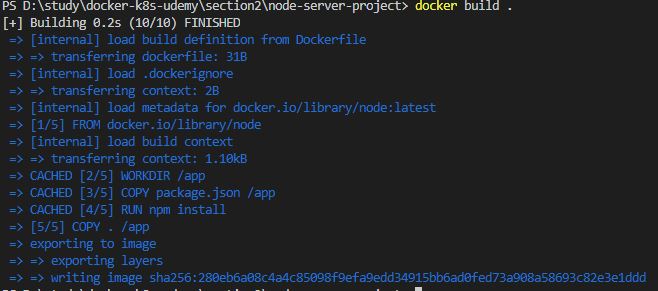 PS D:\study\docker-k8s-udemy\section2\node-server-project> docker build .
[+] Building 0.2s (10/10) FINISHED
=> [internal] load build definition from Dockerfile
=> => transferring dockerfile: 31B
=> [internal] load .dockerignore
=> => transferring context: 2B
=> [internal] load metadata for docker.io/library/node:latest
=> [1/5] FROM docker.io/library/node
=> [internal] load build context
=> => transferring context: 1.10kB
=> CACHED [2/5] WORKDIR /app
=> CACHED [3/5] COPY package.json /app
=> CACHED [4/5] RUN npm install
=> [5/5] COPY . /app
=> exporting to image
=> => exporting layers
=> => writing image sha256:280eb6a08c4a4c85098f9efa9edd34915bb6ad0fed73a908a58693c82e3e1ddd